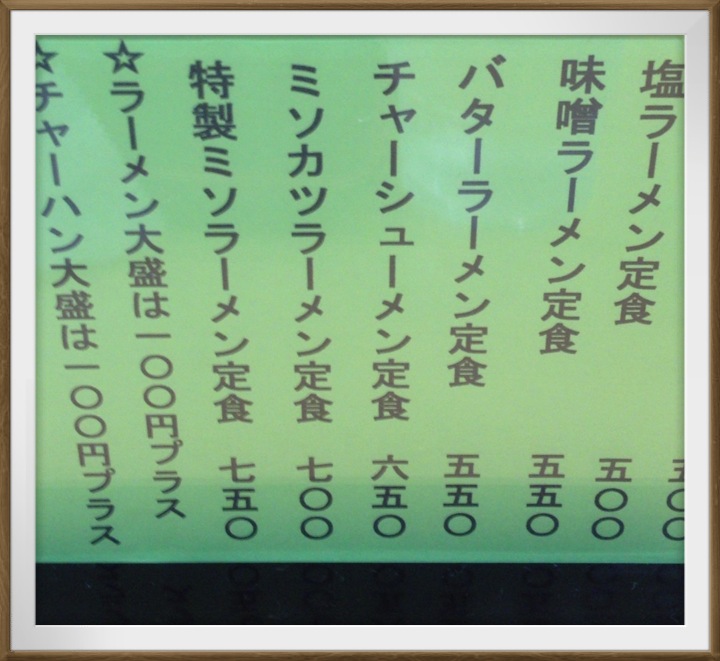 塩ラーメン定食 五〇〇
味噌ラーメン定食 五五〇
バターラーメン定食 五五〇
チャーシューメン定食 六五〇
ミソカツラーメン定食 七〇〇
特製ミソラーメン定食 七五〇
☆ラーメン大盛は一〇〇円プラス
☆チャーハン大盛は一〇〇円プラス